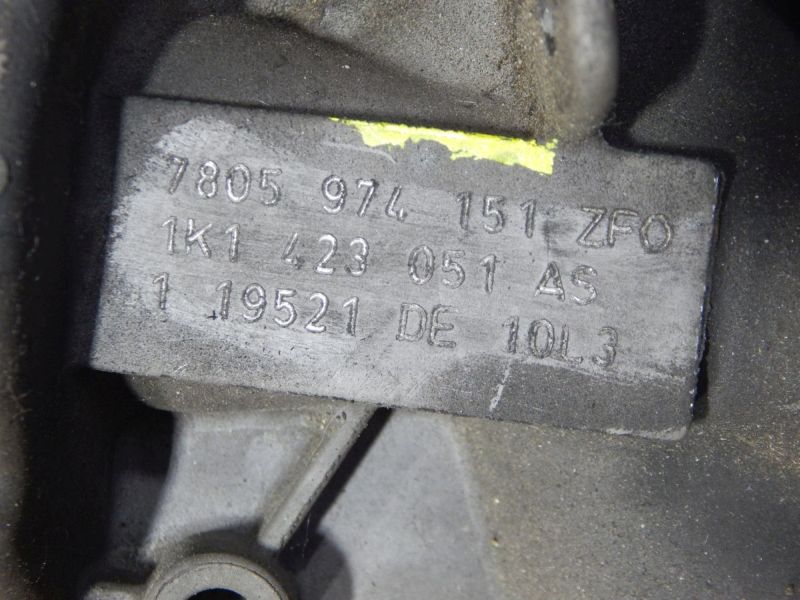 7805 974 151 ZFO
1K1 423 051 AS
1 19521 DE 10L3